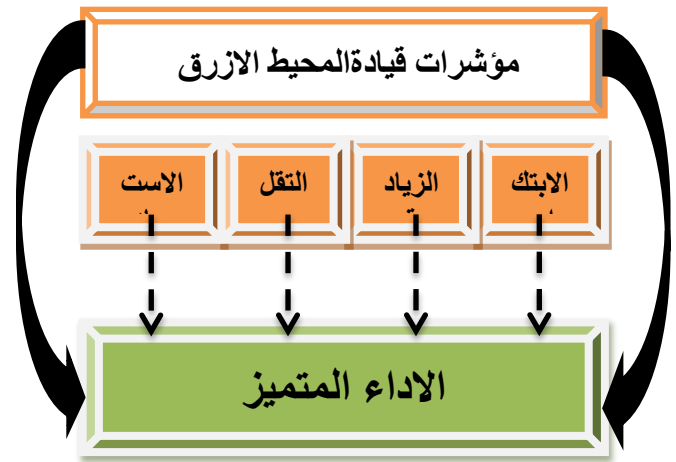 مؤشرات قيادةالمحيط الازرق
الابتك
الزياد
ة
التقل
الاست
الاداء المتميز